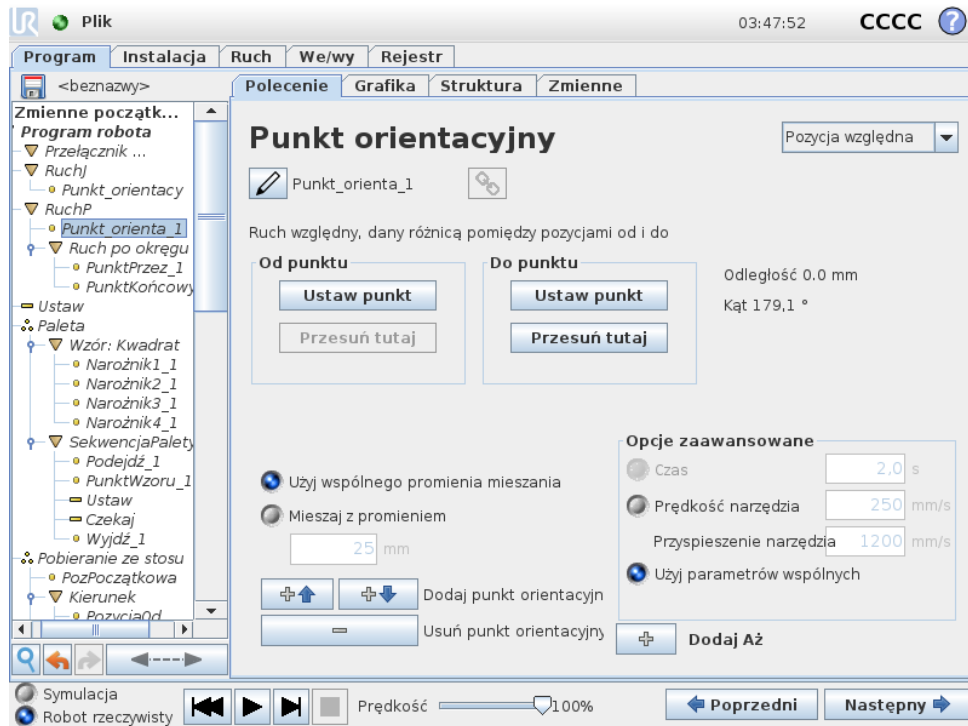 UR Plik 03:47:52 CCCC ?
Program Instalacja Ruch We/wy Rejestr
<beznazwy>
Zmienne początk...
Program robota
Przełącznik ...
RuchJ
Punkt_orientacy
RuchP
Punkt_orienta_1
Ruch po okręgu
PunktPrzez_1
PunktKońcowy
Ustaw
Paleta
Wzór: Kwadrat
Narożnik1_1
Narożnik2_1
Narożnik3_1
Narożnik4_1
SekwencjaPalety
Podejdź_1
PunktWzoru_1
Ustaw
Czekaj
Wyjdź_1
Pobieranie ze stosu
PozPoczątkowa
Kierunek
PozycjaOd
Polecenie Grafika Struktura Zmienne
Punkt orientacyjny
Pozycja względna
Punkt_orienta_1
Ruch względny, dany różnicą pomiędzy pozycjami od i do
Od punktu
Ustaw punkt
Przesuń tutaj
Do punktu
Ustaw punkt
Przesuń tutaj
Odległość 0.0 mm
Kąt 179,1 °
Użyj wspólnego promienia mieszania
Mieszaj z promieniem
25 mm
Dodaj punkt orientacyjn
Usuń punkt orientacyjny
Opcje zaawansowane
Czas 2,0 s
Prędkość narzędzia 250 mm/s
Przyspieszenie narzędzia 1200 mm/s
Użyj parametrów wspólnych
Dodaj Aż
Symulacja
Robot rzeczywisty
Prędkość 100%
Poprzedni Następny